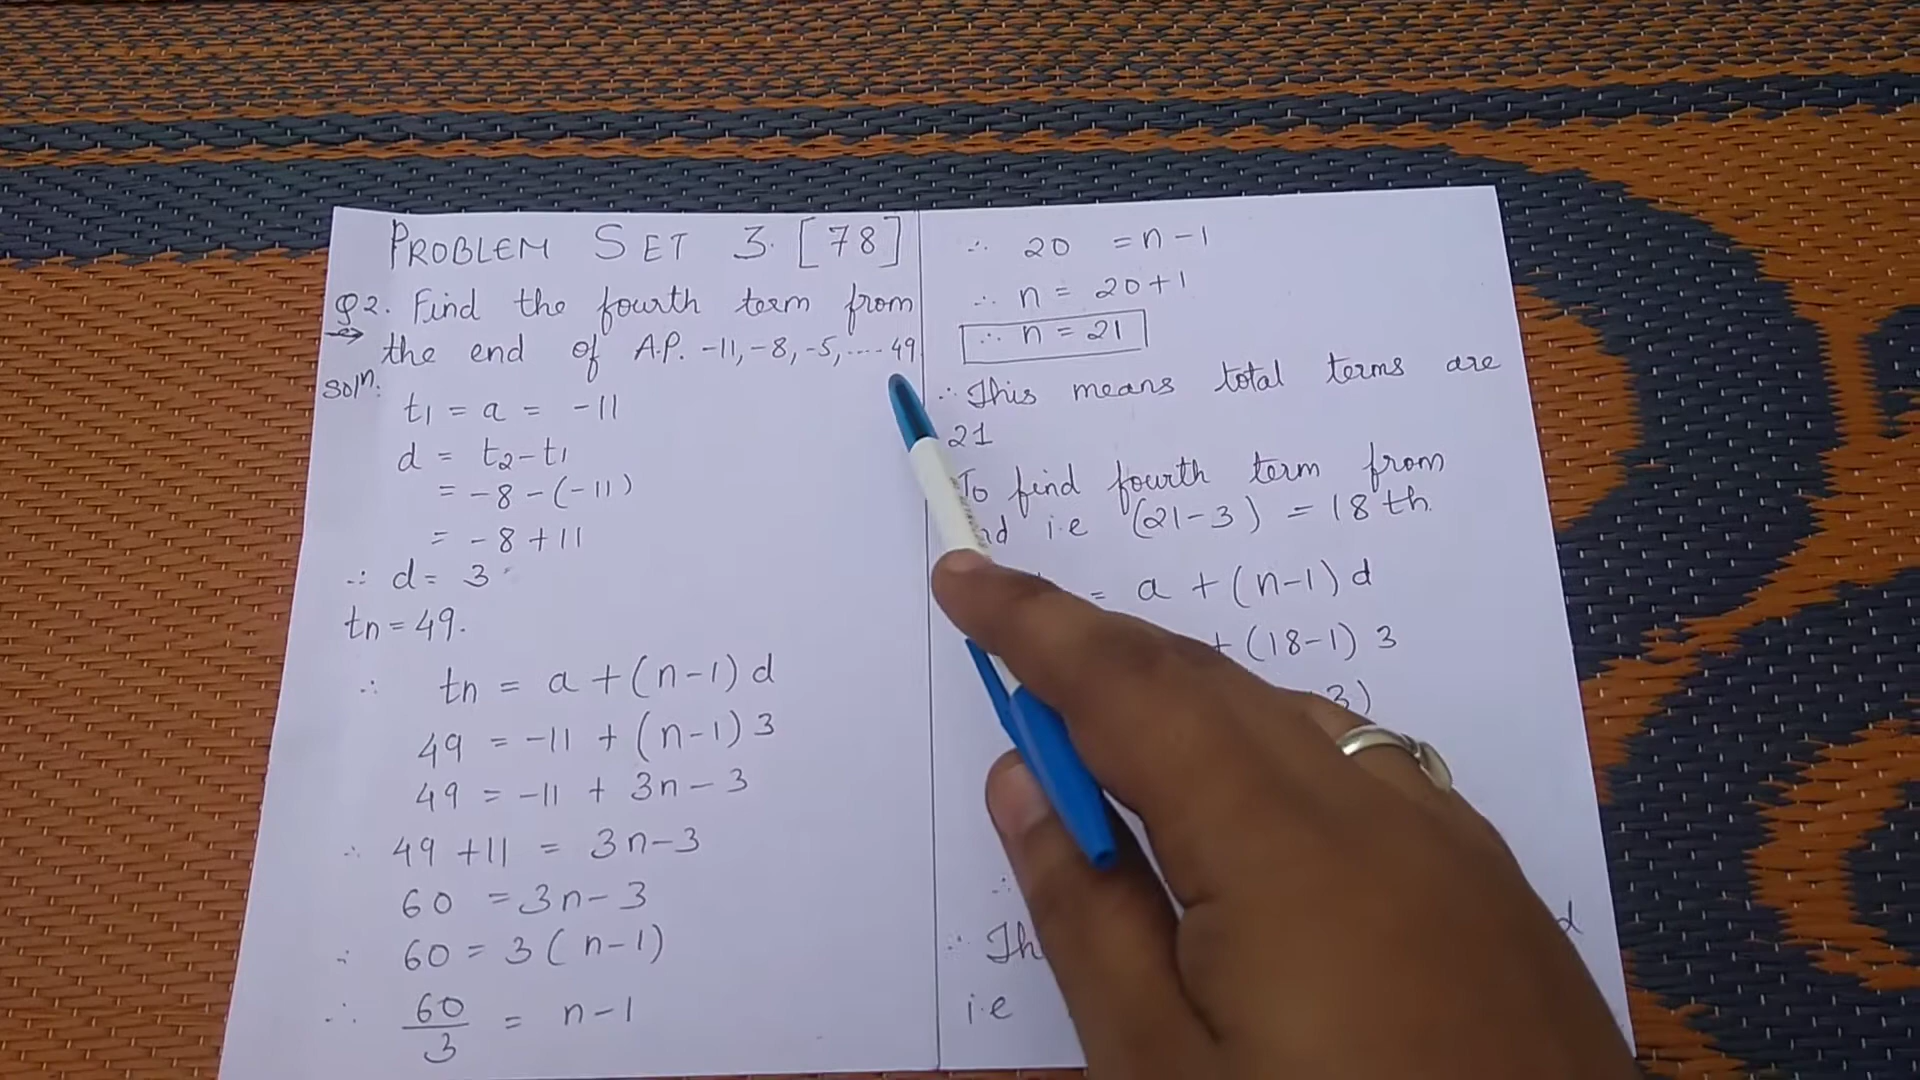 PROBLEM SET 3. [78]
Q2. Find the fourth term from
the end of A.P. -11, -8, -5, .... 49
Solⁿ.
t₁ = a = -11
d = t₂ - t₁
= -8 - (-11)
= -8 + 11
∴ d = 3
tn = 49.
∴ tn = a + (n-1) d
49 = -11 + (n-1) 3
49 = -11 + 3n - 3
∴ 49 + 11 = 3n - 3
60 = 3n - 3
∴ 60 = 3 ( n-1)
∴ 60/3 = n - 1
∴ 20 = n - 1
∴ n = 20+1
∴ n = 21
∴ This means total terms are
21
To find fourth term from
i.e (21-3) = 18 th.
= a + (n-1) d
+ (18-1) 3
3)
∴
∴ d
i.e